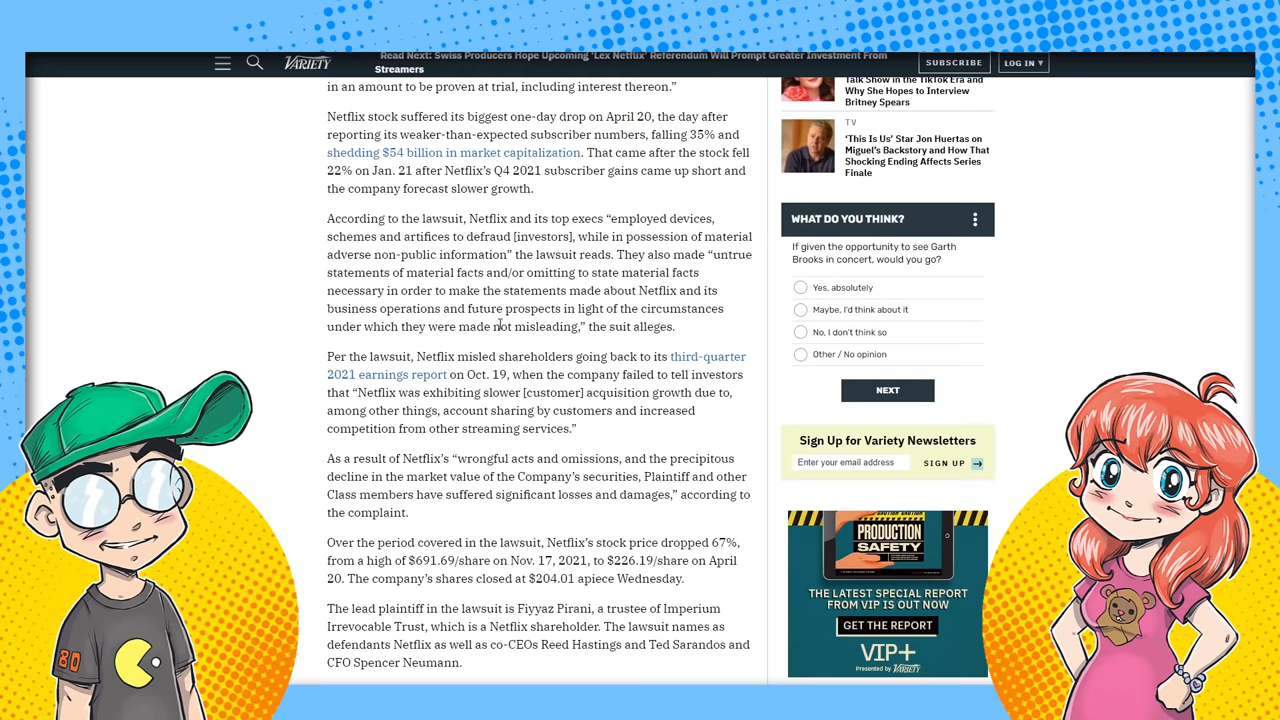 Read Next: Swiss Producers Hope Upcoming ‘Lex Netflix’ Referendum Will Prompt Greater Investment From
Streamers
VARIETY
SUBSCRIBE
LOG IN ▾
in an amount to be proven at trial, including interest thereon.”
Netflix stock suffered its biggest one-day drop on April 20, the day after
reporting its weaker-than-expected subscriber numbers, falling 35% and
shedding $54 billion in market capitalization. That came after the stock fell
22% on Jan. 21 after Netflix’s Q4 2021 subscriber gains came up short and
the company forecast slower growth.
According to the lawsuit, Netflix and its top execs “employed devices,
schemes and artifices to defraud [investors], while in possession of material
adverse non-public information” the lawsuit reads. They also made “untrue
statements of material facts and/or omitting to state material facts
necessary in order to make the statements made about Netflix and its
business operations and future prospects in light of the circumstances
under which they were made not misleading,” the suit alleges.
Per the lawsuit, Netflix misled shareholders going back to its third-quarter
2021 earnings report on Oct. 19, when the company failed to tell investors
that “Netflix was exhibiting slower [customer] acquisition growth due to,
among other things, account sharing by customers and increased
competition from other streaming services.”
As a result of Netflix’s “wrongful acts and omissions, and the precipitous
decline in the market value of the Company’s securities, Plaintiff and other
Class members have suffered significant losses and damages,” according to
the complaint.
Over the period covered in the lawsuit, Netflix’s stock price dropped 67%,
from a high of $691.69/share on Nov. 17, 2021, to $226.19/share on April
20. The company’s shares closed at $204.01 apiece Wednesday.
The lead plaintiff in the lawsuit is Fiyyaz Pirani, a trustee of Imperium
Irrevocable Trust, which is a Netflix shareholder. The lawsuit names as
defendants Netflix as well as co-CEOs Reed Hastings and Ted Sarandos and
CFO Spencer Neumann.
Talk Show in the TikTok Era and
Why She Hopes to Interview
Britney Spears
TV
‘This Is Us’ Star Jon Huertas on
Miguel’s Backstory and How That
Shocking Ending Affects Series
Finale
WHAT DO YOU THINK?
If given the opportunity to see Garth
Brooks in concert, would you go?
Yes, absolutely
Maybe, I'd think about it
No, I don't think so
Other / No opinion
NEXT
Sign Up for Variety Newsletters
Enter your email address
SIGN UP →
PRODUCTION
SAFETY
THE LATEST SPECIAL REPORT
FROM VIP IS OUT NOW
GET THE REPORT
VIP+
Presented by VARIETY
80